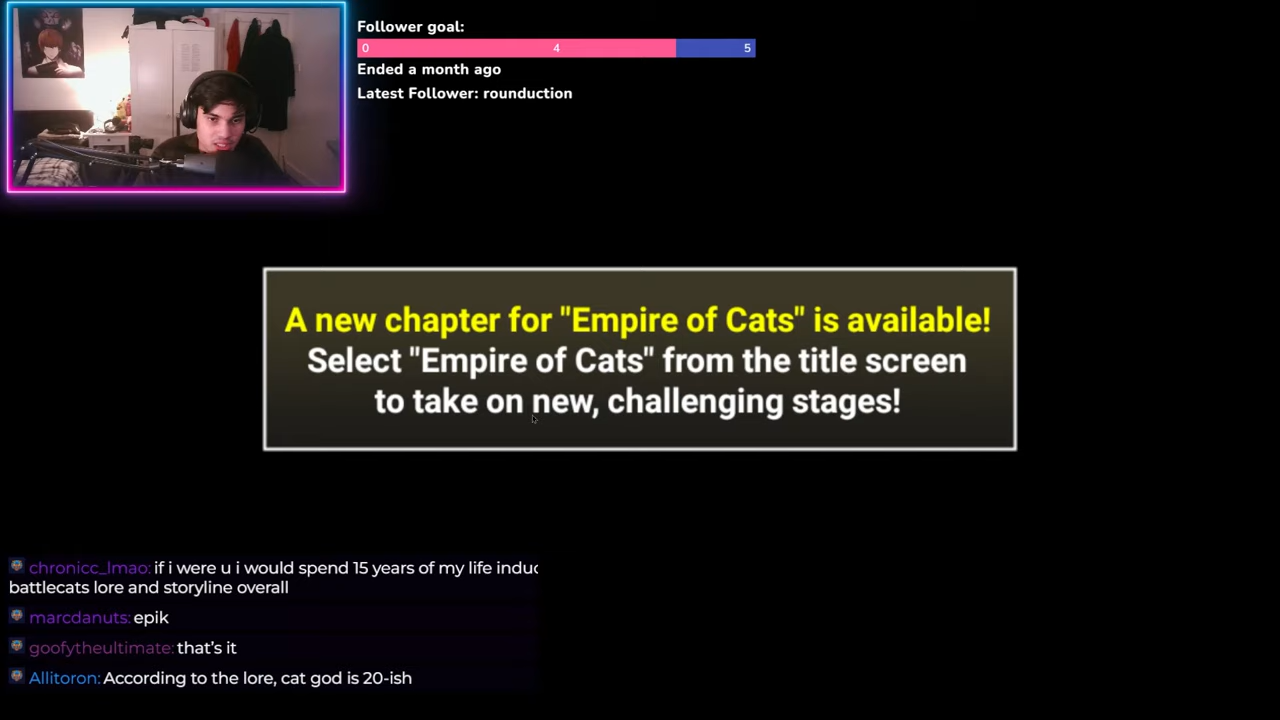 Follower goal:
0 4 5
Ended a month ago
Latest Follower: rounduction
A new chapter for "Empire of Cats" is available!
Select "Empire of Cats" from the title screen
to take on new, challenging stages!
chronicc_lmao: if i were u i would spend 15 years of my life
battlecats lore and storyline overall
marcdanuts: epik
goofytheultimate: that's it
Allitoron: According to the lore, cat god is 20-ish